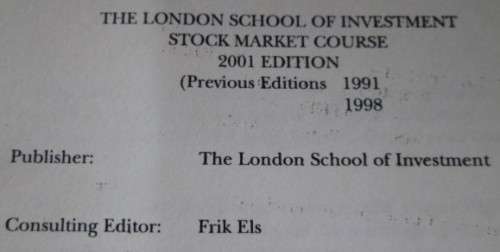 THE LONDON SCHOOL OF INVESTMENT
STOCK MARKET COURSE
2001 EDITION
(Previous Editions 1991
1998
Publisher: The London School of Investment
Consulting Editor: Frik Els